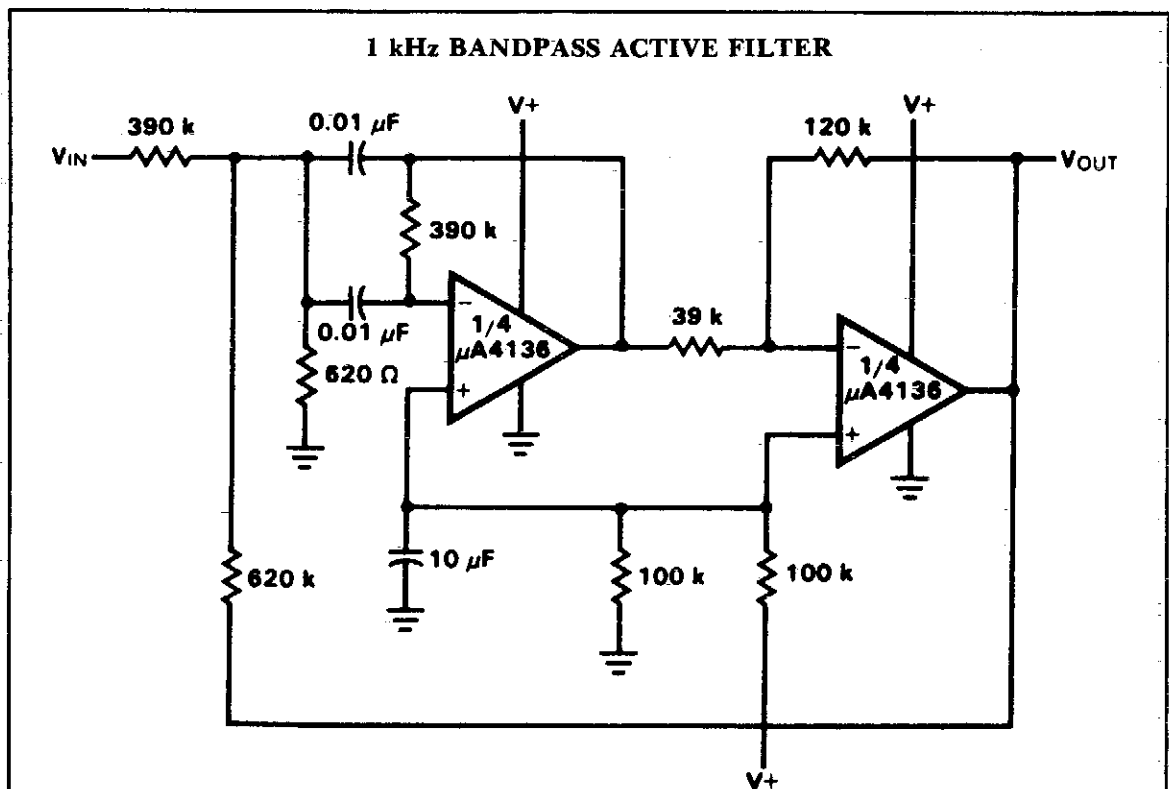 1 kHz BANDPASS ACTIVE FILTER
V+
V+
390 k
0.01 µF
120 k
VIN
VOUT
390 k
0.01 µF
−
1/4
µA4136
+
39 k
−
1/4
µA4136
+
620 Ω
620 k
10 µF
100 k
100 k
V+